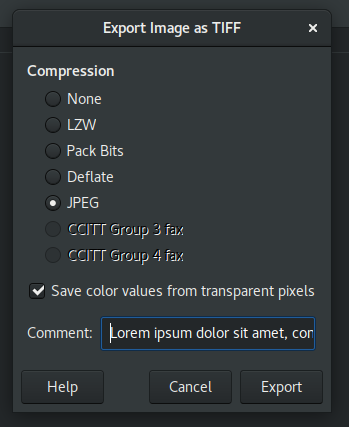 Export Image as TIFF
Compression
None
LZW
Pack Bits
Deflate
JPEG
CCITT Group 3 fax
CCITT Group 4 fax
Save color values from transparent pixels
Comment: Lorem ipsum dolor sit amet, con
Help Cancel Export